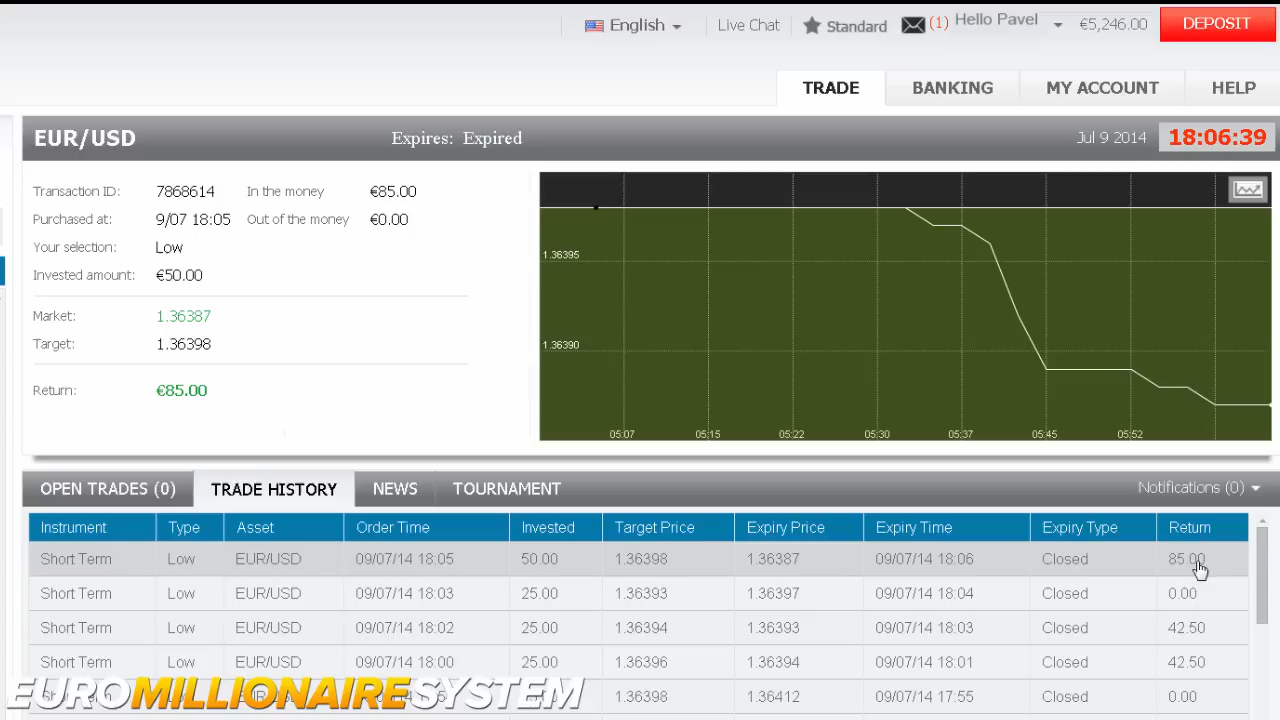 English Live Chat Standard (1) Hello Pavel €5,246.00 DEPOSIT
TRADE BANKING MY ACCOUNT HELP
EUR/USD Expires: Expired Jul 9 2014 18:06:39
Transaction ID: 7868614 In the money €85.00
Purchased at: 9/07 18:05 Out of the money €0.00
Your selection: Low
Invested amount: €50.00
Market: 1.36387
Target: 1.36398
Return: €85.00
1.36395
1.36390
05:07 05:15 05:22 05:30 05:37 05:45 05:52
OPEN TRADES (0) TRADE HISTORY NEWS TOURNAMENT Notifications (0)
Instrument Type Asset Order Time Invested Target Price Expiry Price Expiry Time Expiry Type Return
Short Term Low EUR/USD 09/07/14 18:05 50.00 1.36398 1.36387 09/07/14 18:06 Closed 85.00
Short Term Low EUR/USD 09/07/14 18:03 25.00 1.36393 1.36397 09/07/14 18:04 Closed 0.00
Short Term Low EUR/USD 09/07/14 18:02 25.00 1.36394 1.36393 09/07/14 18:03 Closed 42.50
Short Term Low EUR/USD 09/07/14 18:00 25.00 1.36396 1.36394 09/07/14 18:01 Closed 42.50
1.36398 1.36412 09/07/14 17:55 Closed 0.00
EUROMILLIONAIRESYSTEM